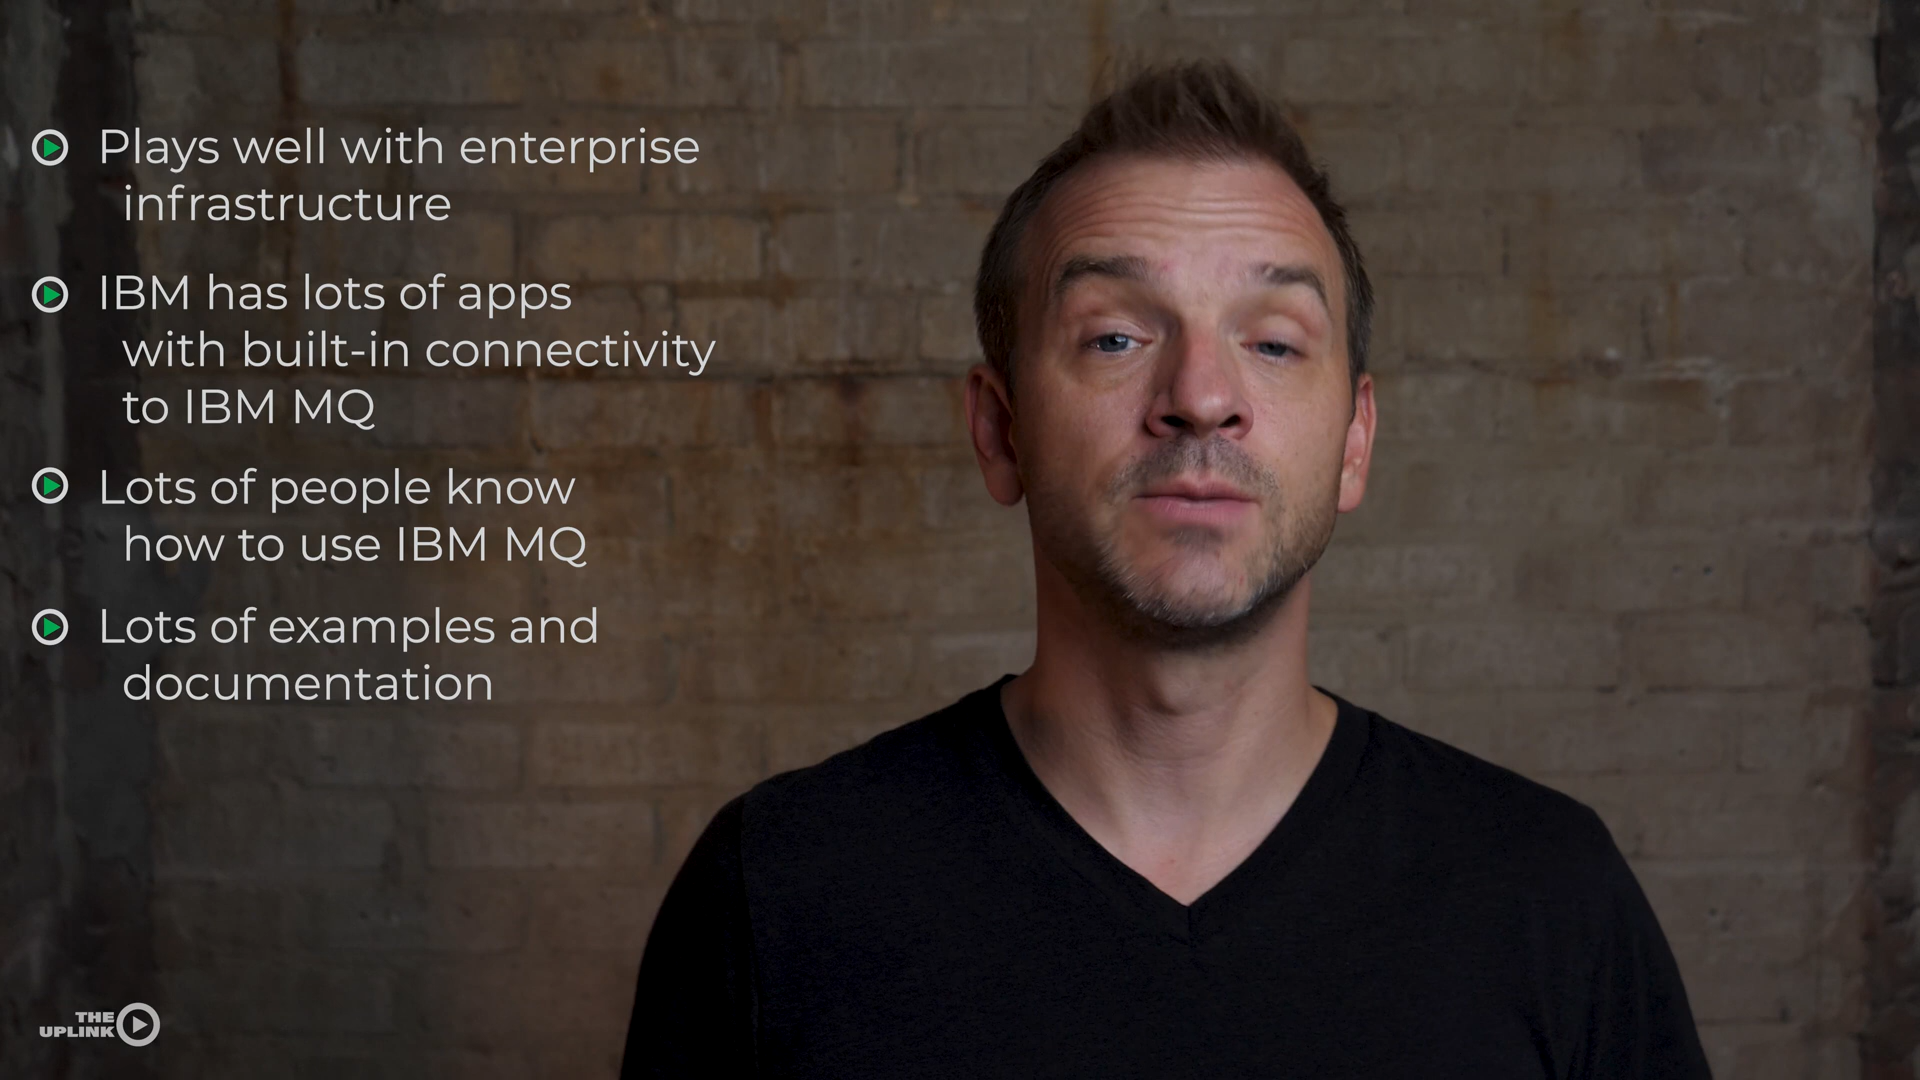 Plays well with enterprise
infrastructure
IBM has lots of apps
with built-in connectivity
to IBM MQ
Lots of people know
how to use IBM MQ
Lots of examples and
documentation
THE
UPLINK